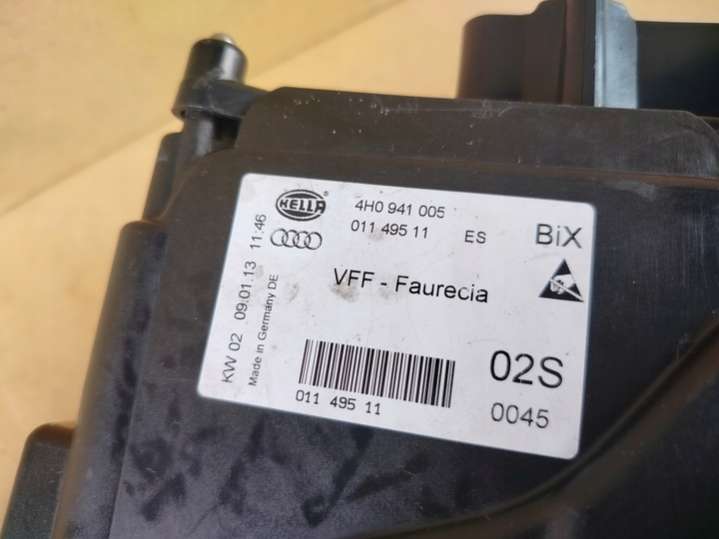 HELLA
4H0 941 005
011 495 11 ES
BiX
VFF - Faurecia
KW 02 09.01.13 11:46
Made in Germany DE
011 495 11
02S
0045